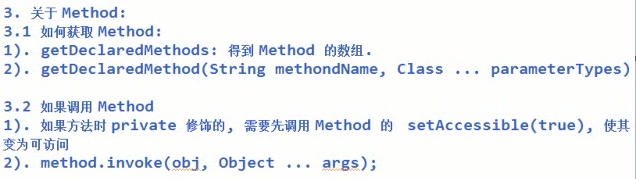 3. 关于 Method:
3.1 如何获取 Method:
1). getDeclaredMethods: 得到 Method 的数组.
2). getDeclaredMethod(String methondName, Class ... parameterTypes)
3.2 如果调用 Method
1). 如果方法时 private 修饰的, 需要先调用 Method 的 setAccessible(true), 使其
变为可访问
2). method.invoke(obj, Object ... args);